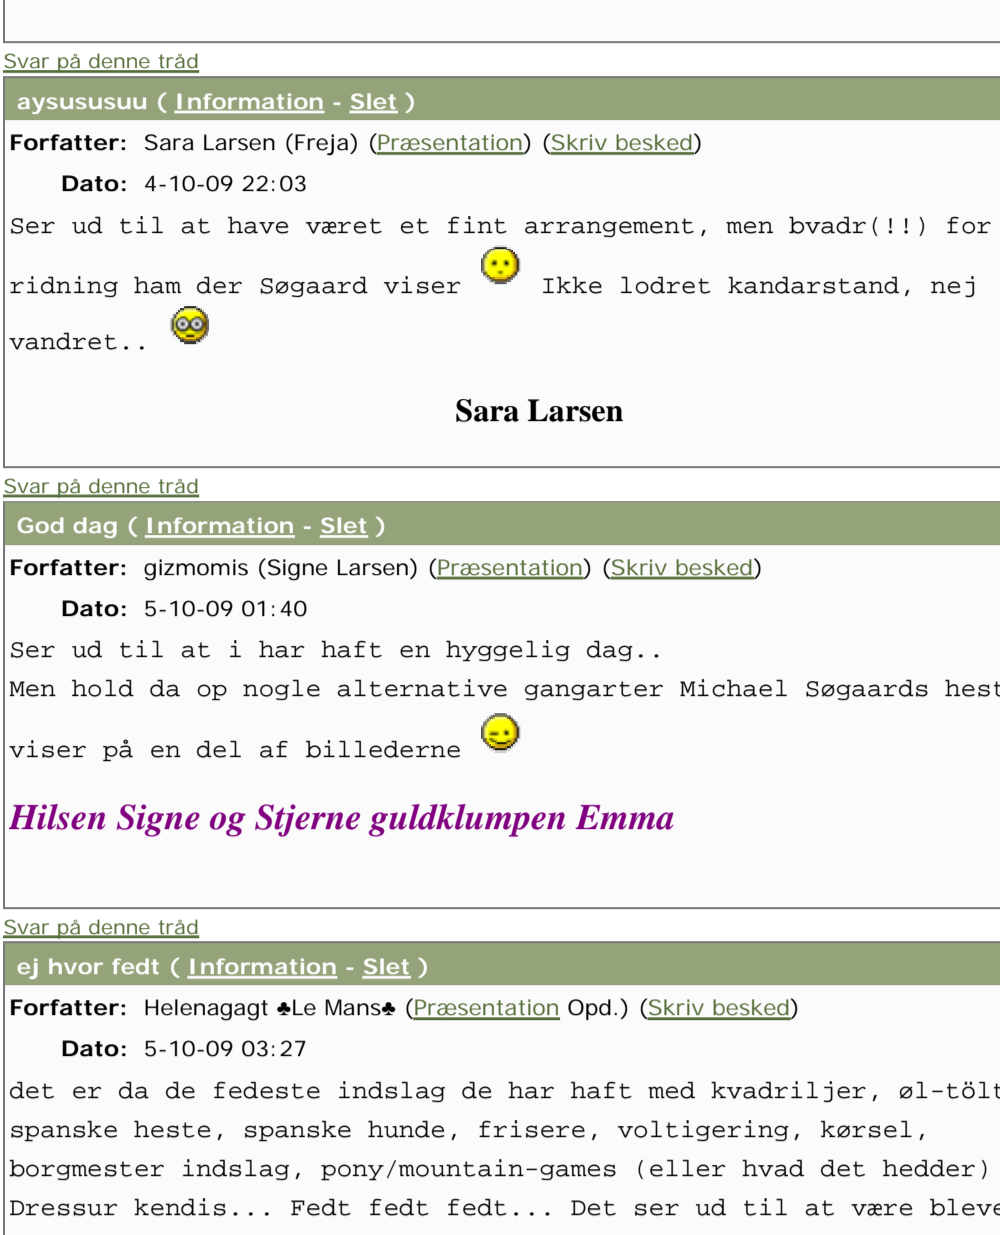 Svar på denne tråd
aysususuu ( Information - Slet )
Forfatter: Sara Larsen (Freja) (Præsentation) (Skriv besked)
Dato: 4-10-09 22:03
Ser ud til at have været et fint arrangement, men bvadr(!!) for
ridning ham der Søgaard viser Ikke lodret kandarstand, nej
vandret..
Sara Larsen
Svar på denne tråd
God dag ( Information - Slet )
Forfatter: gizmomis (Signe Larsen) (Præsentation) (Skriv besked)
Dato: 5-10-09 01:40
Ser ud til at i har haft en hyggelig dag..
Men hold da op nogle alternative gangarter Michael Søgaards hest
viser på en del af billederne
Hilsen Signe og Stjerne guldklumpen Emma
Svar på denne tråd
ej hvor fedt ( Information - Slet )
Forfatter: Helenagagt ♣Le Mans♣ (Præsentation Opd.) (Skriv besked)
Dato: 5-10-09 03:27
det er da de fedeste indslag de har haft med kvadriljer, øl-tölt
spanske heste, spanske hunde, frisere, voltigering, kørsel,
borgmester indslag, pony/mountain-games (eller hvad det hedder)
Dressur kendis... Fedt fedt fedt... Det ser ud til at være bleve